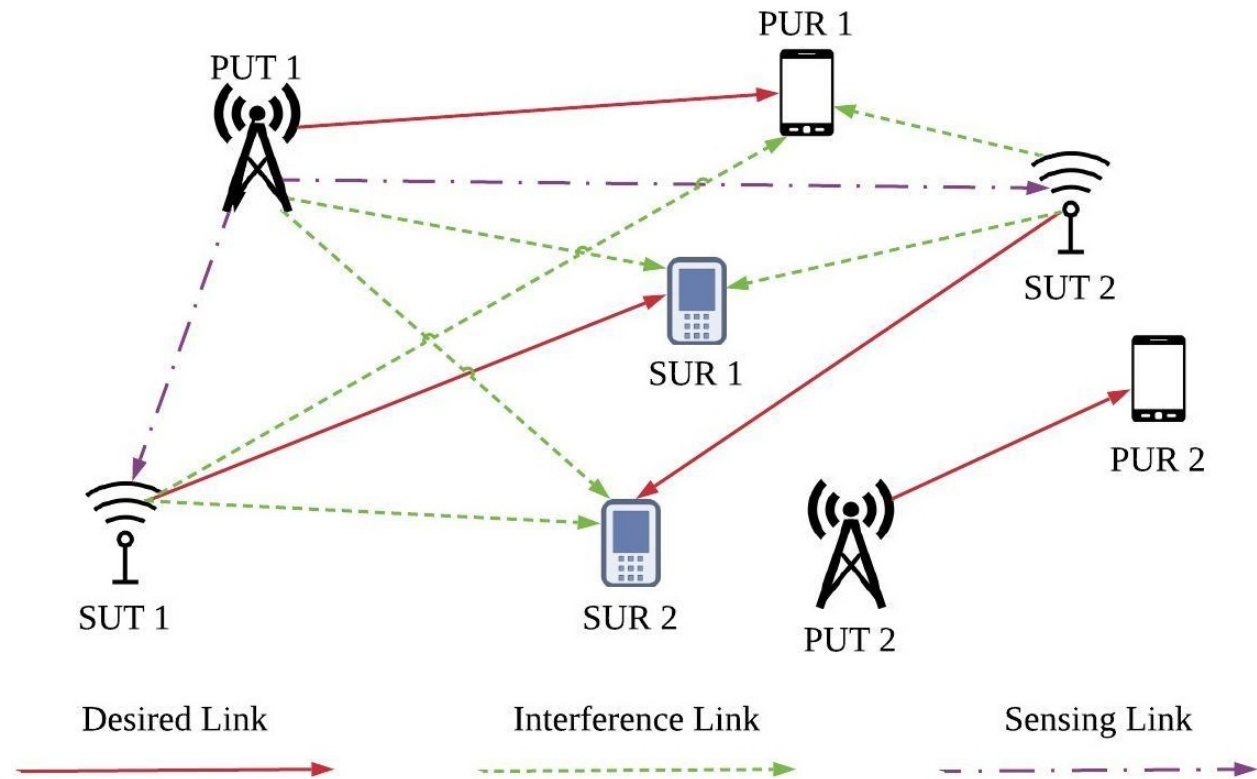 PUR 1
PUT 1
SUT 2
SUR 1
PUR 2
SUT 1
SUR 2
PUT 2
Desired Link
Interference Link
Sensing Link